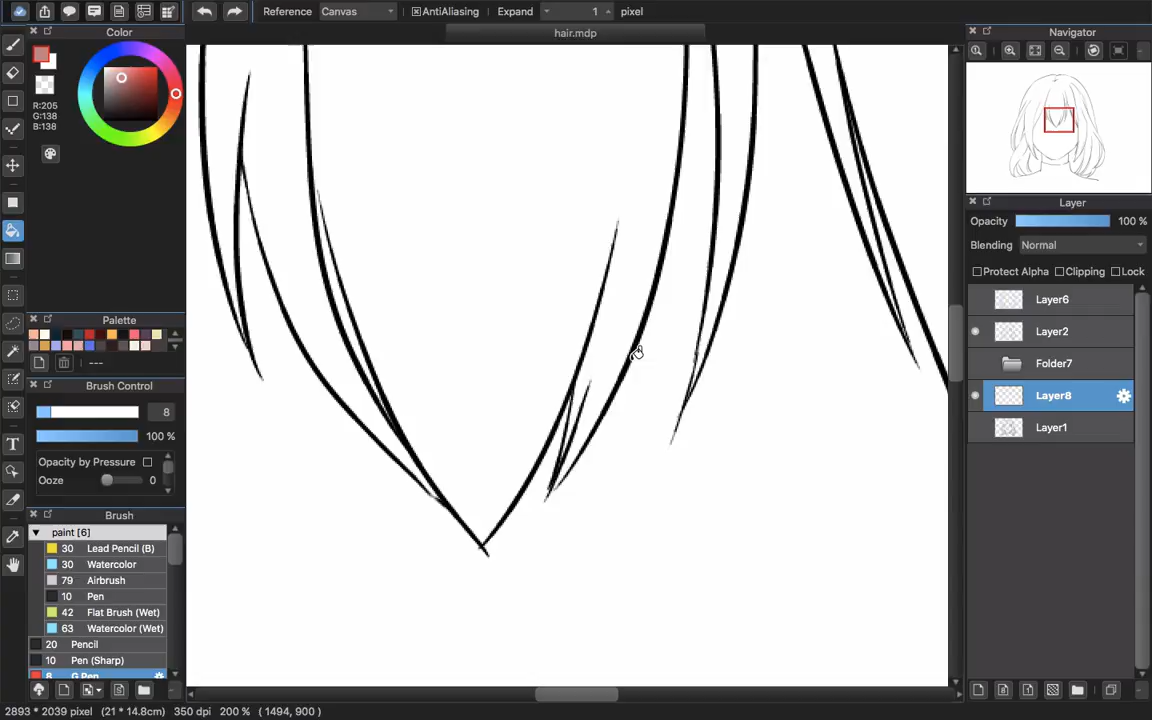 Reference Canvas AntiAliasing Expand 1 pixel
Color
hair.mdp
Navigator
R:205
G:138
B:138
Layer
Opacity 100 %
Blending Normal
Protect Alpha Clipping Lock
Layer6
Layer2
Folder7
Layer8
Layer1
Palette
---
Brush Control
8
100 %
Opacity by Pressure
Ooze 0
Brush
paint [6]
30 Lead Pencil (B)
30 Watercolor
79 Airbrush
10 Pen
42 Flat Brush (Wet)
63 Watercolor (Wet)
20 Pencil
10 Pen (Sharp)
8 G Pen
T
2893 * 2039 pixel (21 * 14.8cm) 350 dpi 200 % ( 1494, 900 )